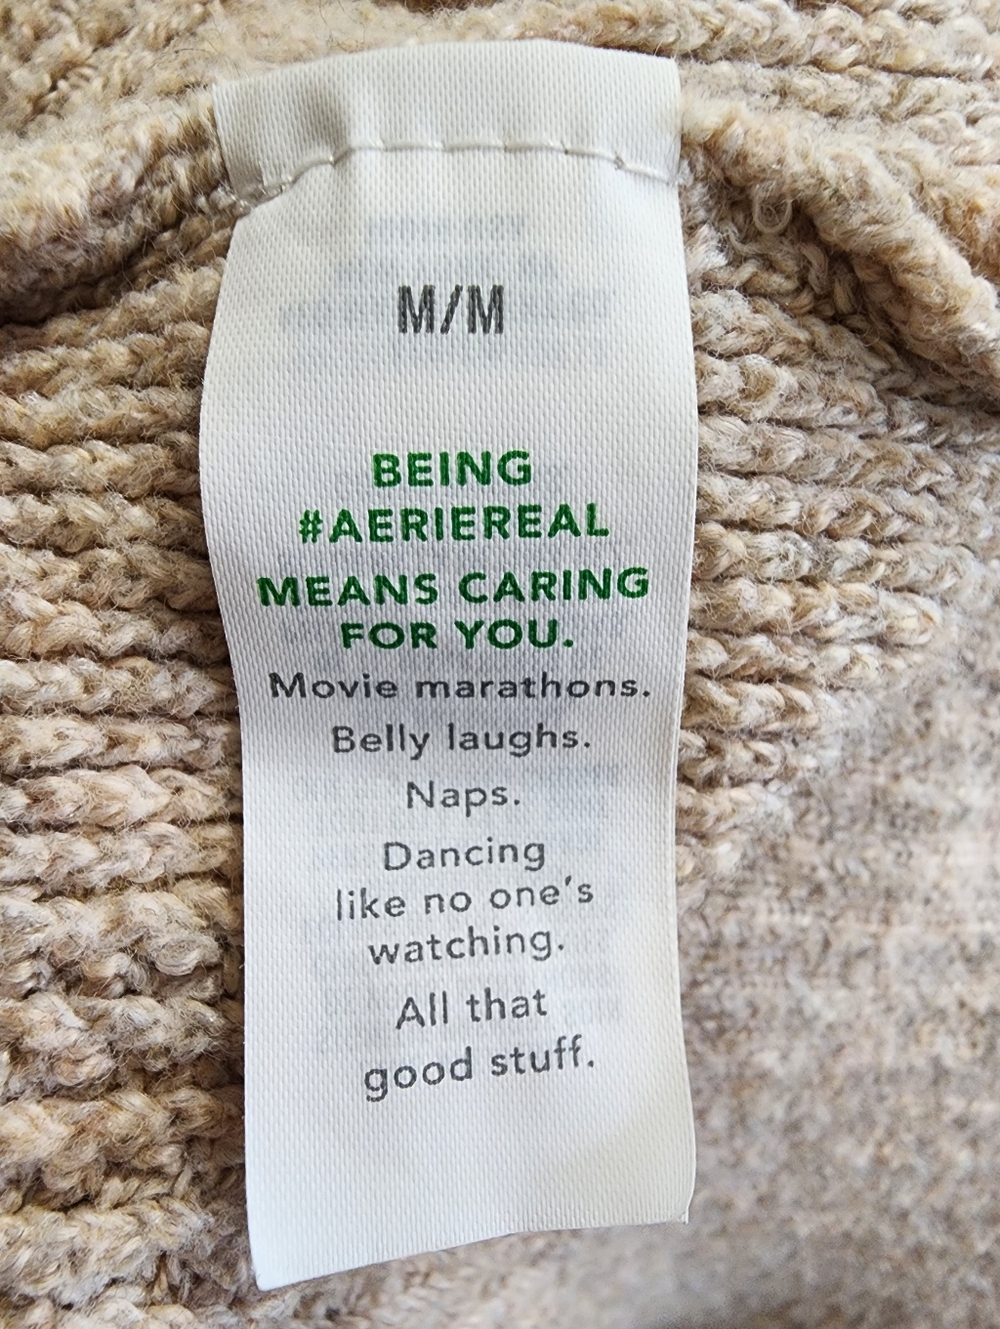 M/M
BEING
#AERIEREAL
MEANS CARING
FOR YOU.
Movie marathons.
Belly laughs.
Naps.
Dancing
like no one's
watching.
All that
good stuff.